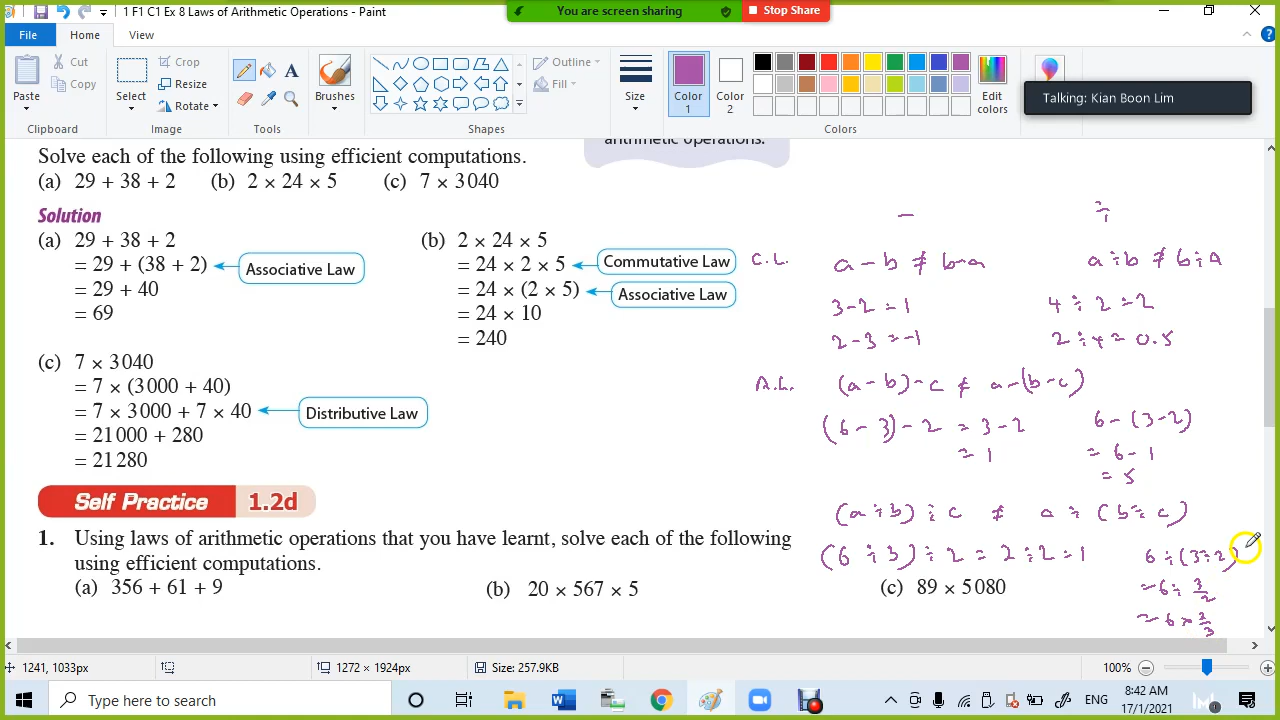 1 F1 C1 Ex 8 Laws of Arithmetic Operations - Paint
You are screen sharing
Stop Share
File Home View
Paste
Cut
Copy
Clipboard
Select
Crop
Resize
Rotate
Image
A
Tools
Brushes
Shapes
Outline
Fill
Size
Color 1
Color 2
Edit colors
Colors
Talking: Kian Boon Lim
arithmetic operations.
Solve each of the following using efficient computations.
(a) 29 + 38 + 2 (b) 2 × 24 × 5 (c) 7 × 3 040
Solution
(a) 29 + 38 + 2
= 29 + (38 + 2)
Associative Law
= 29 + 40
= 69
(b) 2 × 24 × 5
= 24 × 2 × 5
Commutative Law
= 24 × (2 × 5)
Associative Law
= 24 × 10
= 240
(c) 7 × 3 040
= 7 × (3 000 + 40)
= 7 × 3 000 + 7 × 40
Distributive Law
= 21 000 + 280
= 21 280
− ÷
C.L. a − b ≠ b − a a ÷ b ≠ b ÷ a
3 − 2 = 1 4 ÷ 2 = 2
2 − 3 = −1 2 ÷ 4 = 0.5
A.L. (a − b) − c ≠ a − (b − c)
(6 − 3) − 2 = 3 − 2 6 − (3 − 2)
= 1 = 6 − 1
= 5
(a ÷ b) ÷ c ≠ a ÷ (b ÷ c)
(6 ÷ 3) ÷ 2 = 2 ÷ 2 = 1 6 ÷ (3 ÷ 2)
= 6 ÷ 3/2
= 6 × 2/3
Self Practice 1.2d
1. Using laws of arithmetic operations that you have learnt, solve each of the following
using efficient computations.
(a) 356 + 61 + 9 (b) 20 × 567 × 5 (c) 89 × 5 080
1241, 1033px
1272 × 1924px
Size: 257.9KB
100%
Type here to search
ENG
8:42 AM
17/1/2021